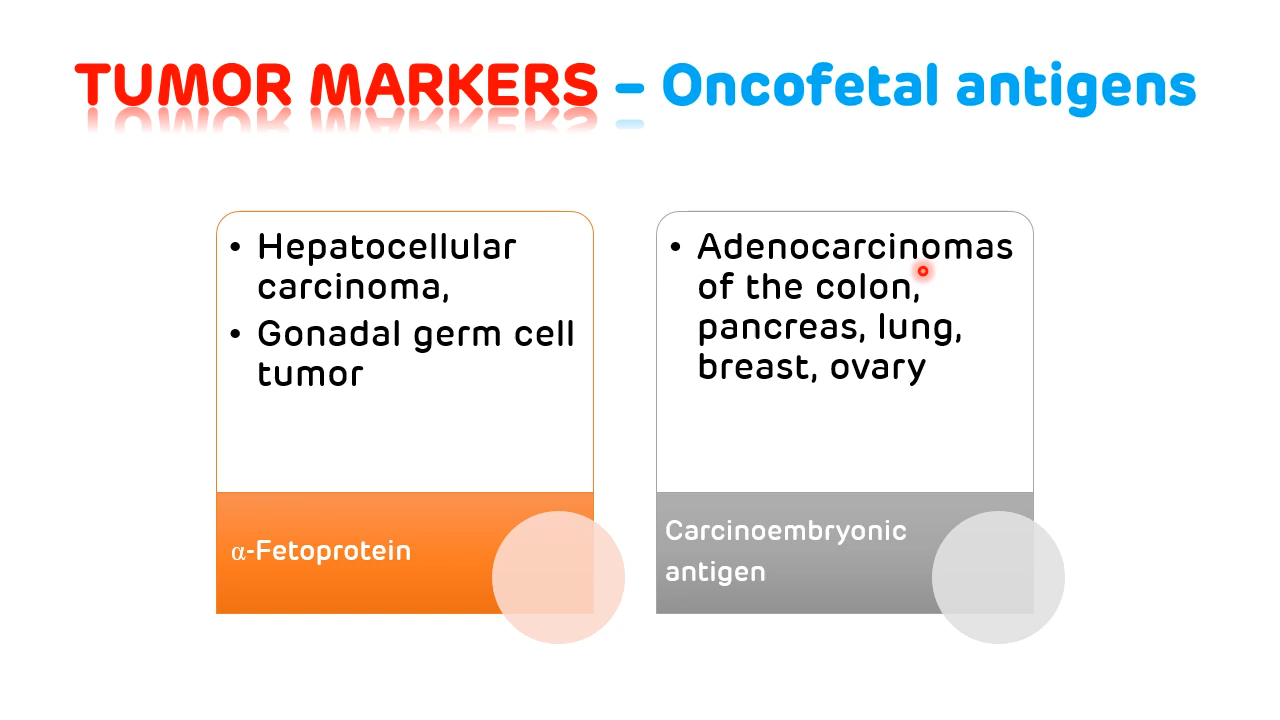 TUMOR MARKERS – Oncofetal antigens
• Hepatocellular
carcinoma,
• Gonadal germ cell
tumor
α-Fetoprotein
• Adenocarcinomas
of the colon,
pancreas, lung,
breast, ovary
Carcinoembryonic
antigen